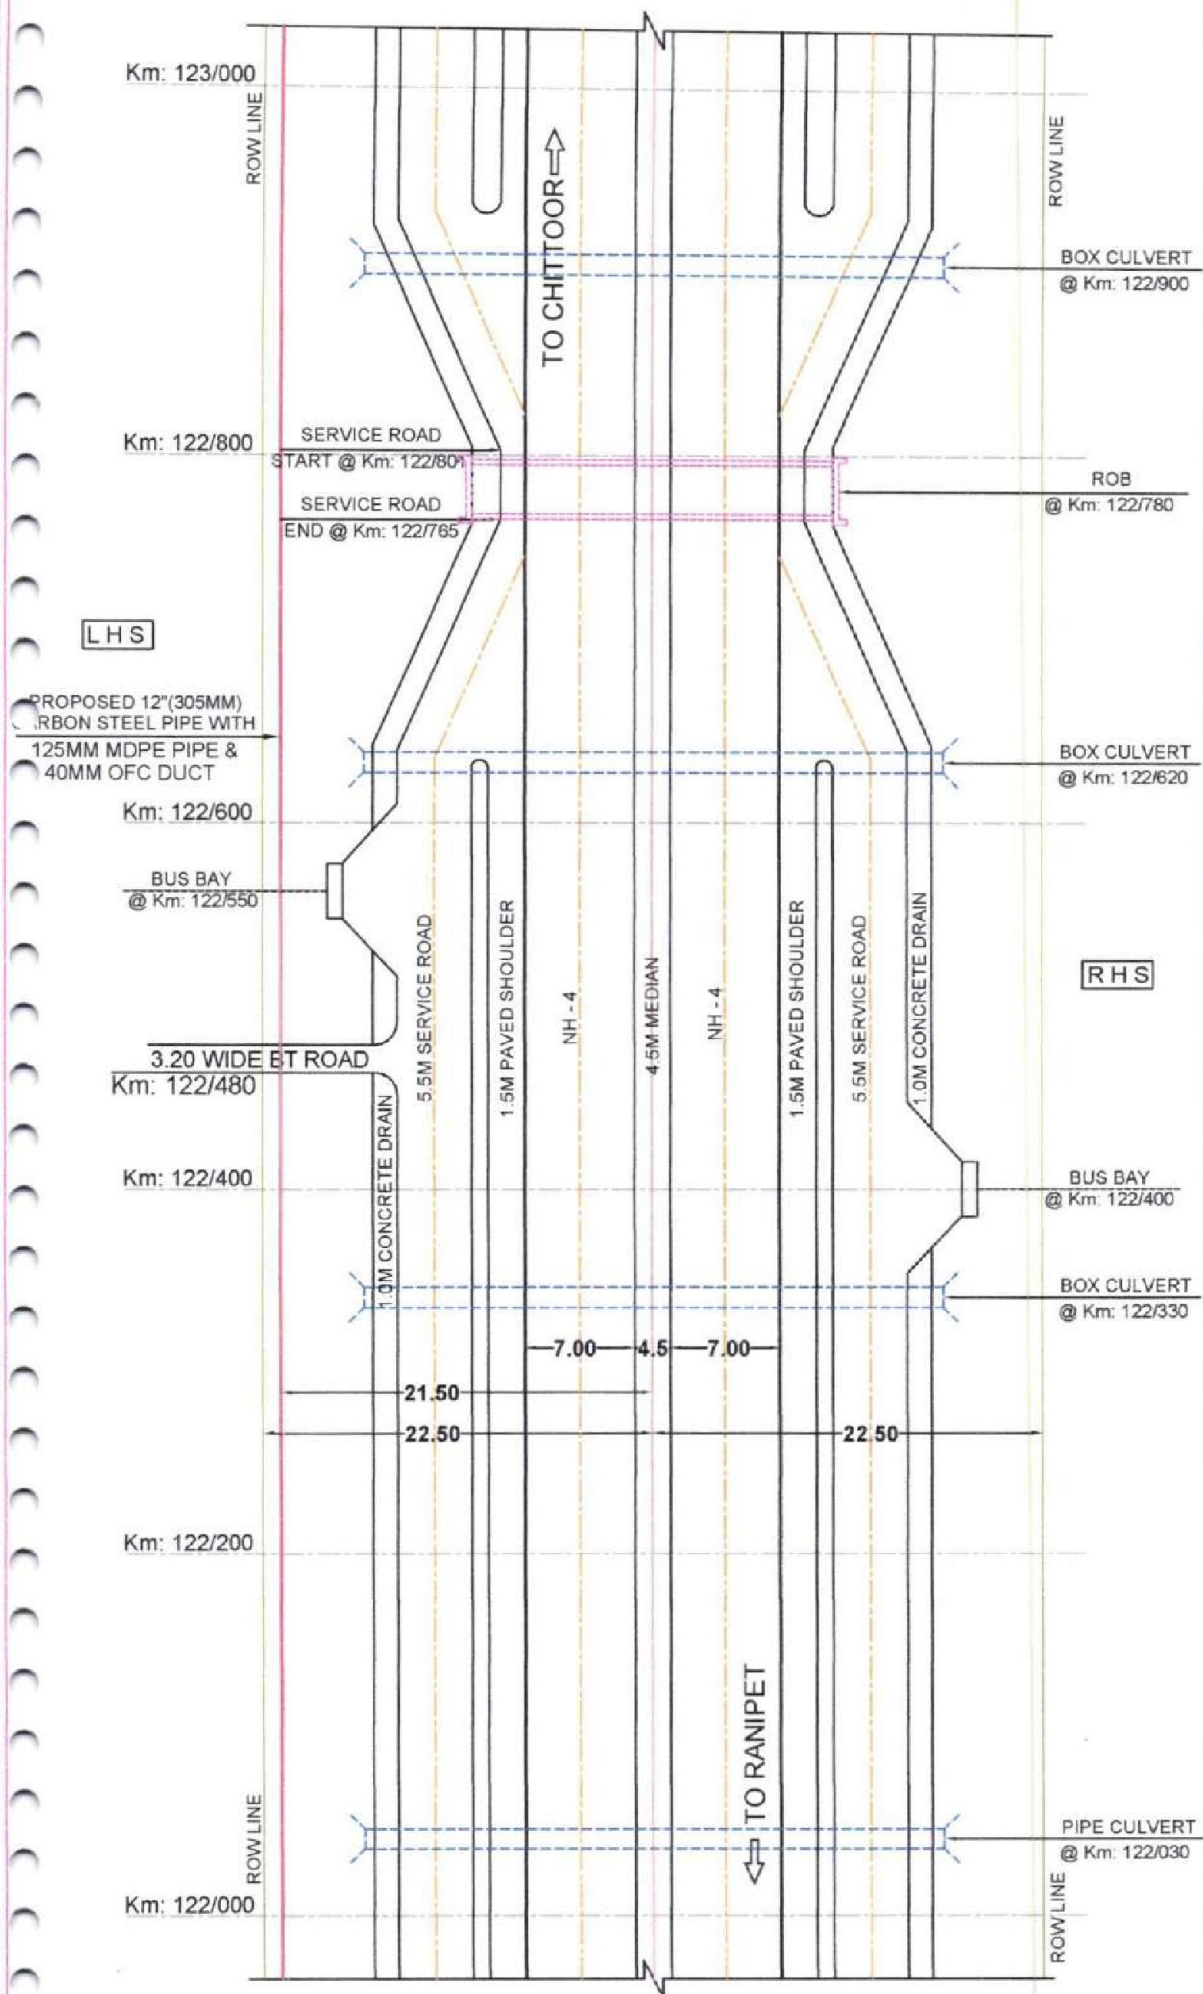 Km: 123/000
ROW LINE
ROW LINE
TO CHITTOOR
BOX CULVERT
@ Km: 122/900
Km: 122/800
SERVICE ROAD
START @ Km: 122/801
SERVICE ROAD
END @ Km: 122/765
ROB
@ Km: 122/780
LHS
PROPOSED 12"(305MM)
RBON STEEL PIPE WITH
125MM MDPE PIPE &
40MM OFC DUCT
BOX CULVERT
@ Km: 122/620
Km: 122/600
BUS BAY
@ Km: 122/550
5.5M SERVICE ROAD
1.5M PAVED SHOULDER
NH - 4
4.5M MEDIAN
NH - 4
1.5M PAVED SHOULDER
5.5M SERVICE ROAD
1.0M CONCRETE DRAIN
RHS
3.20 WIDE BT ROAD
Km: 122/480
1.0M CONCRETE DRAIN
Km: 122/400
BUS BAY
@ Km: 122/400
BOX CULVERT
@ Km: 122/330
7.00 4.5 7.00
21.50
22.50 22.50
Km: 122/200
TO RANIPET
ROW LINE
PIPE CULVERT
@ Km: 122/030
Km: 122/000
ROW LINE